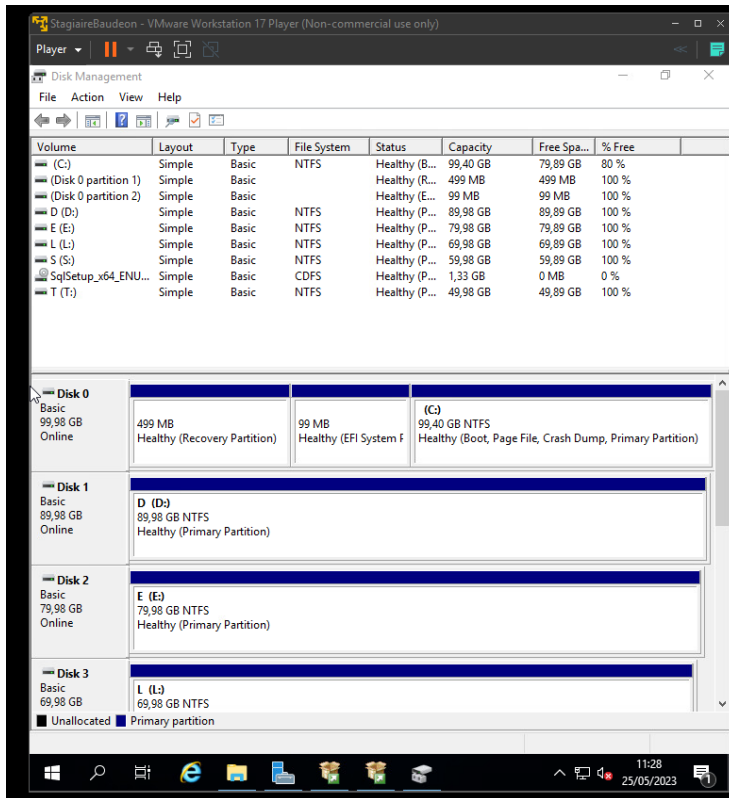 StagiaireBaudeon - VMware Workstation 17 Player (Non-commercial use only)
Player
Disk Management
File Action View Help
Volume Layout Type File System Status Capacity Free Spa... % Free
(C:) Simple Basic NTFS Healthy (B... 99,40 GB 79,89 GB 80 %
(Disk 0 partition 1) Simple Basic Healthy (R... 499 MB 499 MB 100 %
(Disk 0 partition 2) Simple Basic Healthy (E... 99 MB 99 MB 100 %
D (D:) Simple Basic NTFS Healthy (P... 89,98 GB 89,89 GB 100 %
E (E:) Simple Basic NTFS Healthy (P... 79,98 GB 79,89 GB 100 %
L (L:) Simple Basic NTFS Healthy (P... 69,98 GB 69,89 GB 100 %
S (S:) Simple Basic NTFS Healthy (P... 59,98 GB 59,89 GB 100 %
SqlSetup_x64_ENU... Simple Basic CDFS Healthy (P... 1,33 GB 0 MB 0 %
T (T:) Simple Basic NTFS Healthy (P... 49,98 GB 49,89 GB 100 %
Disk 0
Basic
99,98 GB
Online
499 MB
Healthy (Recovery Partition)
99 MB
Healthy (EFI System P
(C:)
99,40 GB NTFS
Healthy (Boot, Page File, Crash Dump, Primary Partition)
Disk 1
Basic
89,98 GB
Online
D (D:)
89,98 GB NTFS
Healthy (Primary Partition)
Disk 2
Basic
79,98 GB
Online
E (E:)
79,98 GB NTFS
Healthy (Primary Partition)
Disk 3
Basic
69,98 GB
L (L:)
69,98 GB NTFS
Unallocated Primary partition
11:28
25/05/2023
1